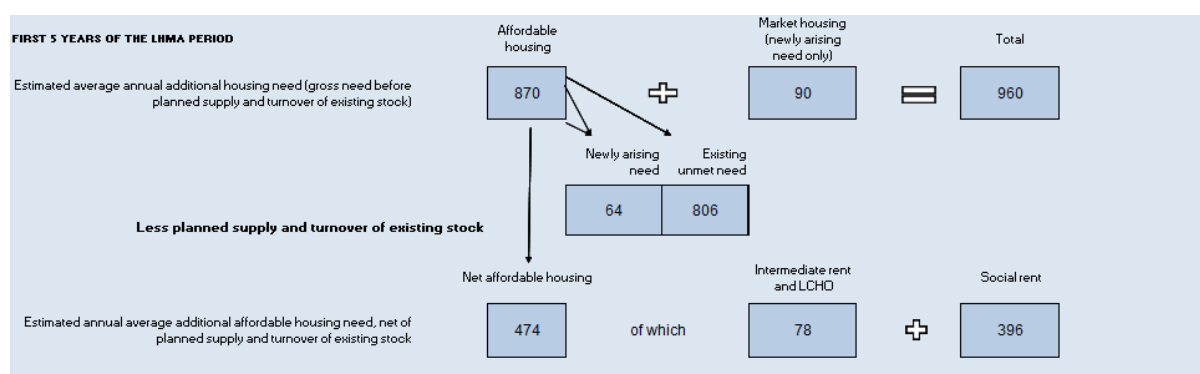 FIRST 5 YEARS OF THE LHMA PERIOD
Affordable
housing
Market housing
(newly arising
need only)
Total
Estimated average annual additional housing need (gross need before
planned supply and turnover of existing stock)
870
90
960
Newly arising
need
Existing
unmet need
64
806
Less planned supply and turnover of existing stock
Net affordable housing
Intermediate rent
and LCHO
Social rent
Estimated annual average additional affordable housing need, net of
planned supply and turnover of existing stock
474
of which
78
396